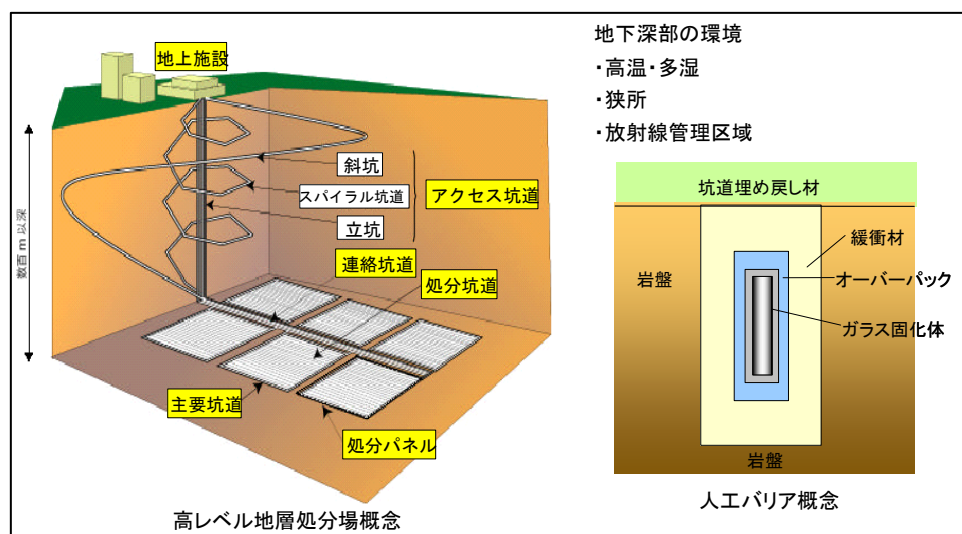 地上施設
斜坑
スパイラル坑道
立坑
アクセス坑道
連絡坑道
処分坑道
主要坑道
処分パネル
数百m以深
高レベル地層処分場概念
地下深部の環境
・高温・多湿
・狭所
・放射線管理区域
坑道埋め戻し材
緩衝材
オーバーパック
ガラス固化体
岩盤
岩盤
人工バリア概念